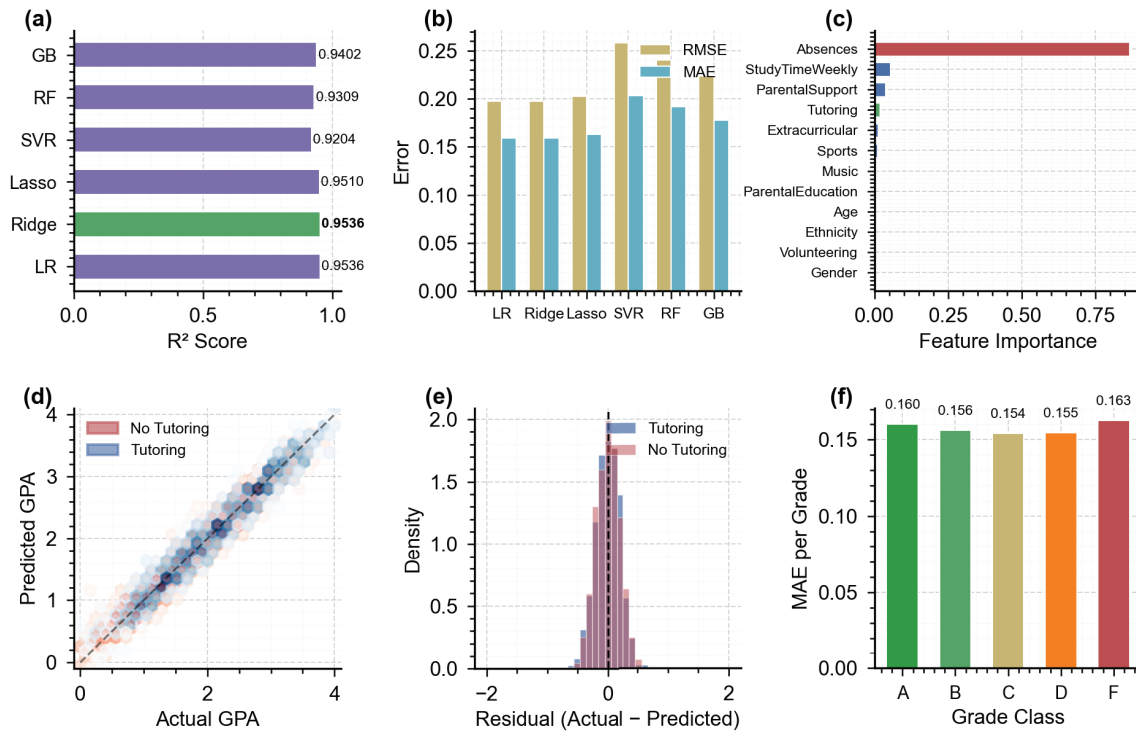 (a)
GB
RF
SVR
Lasso
Ridge
LR
0.9402
0.9309
0.9204
0.9510
0.9536
0.9536
0.0
0.5
1.0
R² Score
(b)
Error
0.25
0.20
0.15
0.10
0.05
0.00
RMSE
MAE
LR
Ridge
Lasso
SVR
RF
GB
(c)
Absences
StudyTimeWeekly
ParentalSupport
Tutoring
Extracurricular
Sports
Music
ParentalEducation
Age
Ethnicity
Volunteering
Gender
0.00
0.25
0.50
0.75
Feature Importance
(d)
Predicted GPA
4
3
2
1
0
No Tutoring
Tutoring
0
2
4
Actual GPA
(e)
Density
2.0
1.5
1.0
0.5
0.0
Tutoring
No Tutoring
−2
0
2
Residual (Actual − Predicted)
(f)
MAE per Grade
0.15
0.10
0.05
0.00
0.160
0.156
0.154
0.155
0.163
A
B
C
D
F
Grade Class